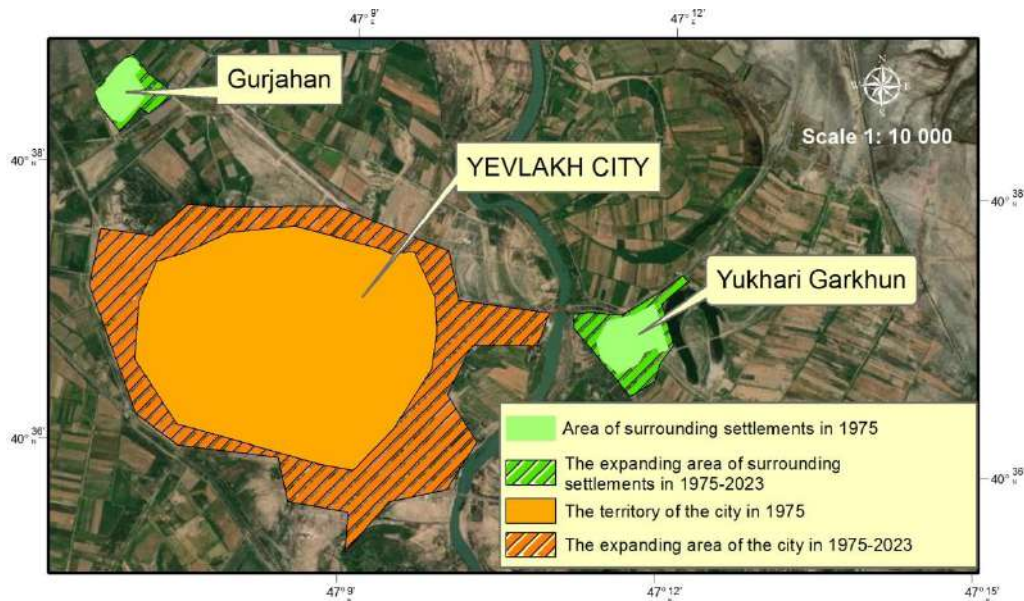 47° 9'
E
47° 12'
E
Gurjahan
N
W E
S
Scale 1: 10 000
40° 38'
N
YEVLAKH CITY
40° 38'
N
Yukhari Garkhun
Area of surrounding settlements in 1975
The expanding area of surrounding
settlements in 1975-2023
The territory of the city in 1975
The expanding area of the city in 1975-2023
40° 36'
N
40° 36'
N
47° 9'
E
47° 12'
E
47° 15'
E